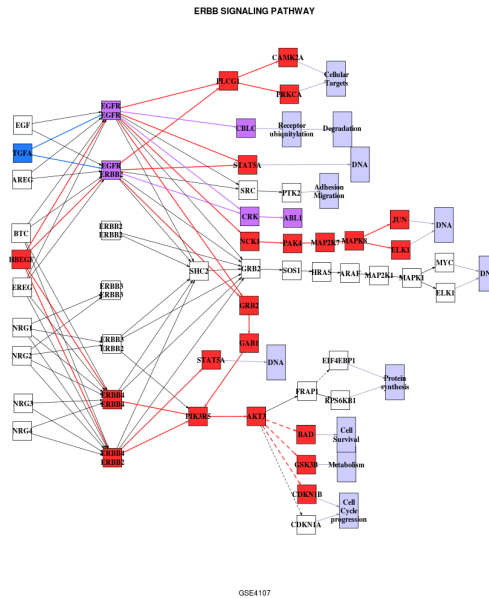 ERBB SIGNALING PATHWAY
CAMK2A
PLCG1
Cellular
Targets
PRKCA
EGFR
EGFR
EGF
CBLC
Receptor
ubiquitylation
Degradation
TGFA
EGFR
ERBB2
STAT5A
DNA
AREG
SRC
PTK2
Adhesion
Migration
CRK
ABL1
JUN
DNA
BTC
ERBB2
ERBB2
NCK1
PAK4
MAP2K7
MAPK8
ELK1
HBEGF
SHC2
GRB2
SOS1
HRAS
ARAF
MAP2K1
MAPK1
MYC
EREG
ERBB3
ERBB3
ELK1
GRB2
NRG1
ERBB3
ERBB2
GAB1
NRG2
STAT5A
DNA
EIF4EBP1
Protein
synthesis
FRAP1
RPS6KB1
NRG3
ERBB4
ERBB4
PIK3R5
AKT3
NRG4
BAD
Cell
Survival
ERBB4
ERBB2
GSK3B
Metabolism
CDKN1B
Cell
Cycle
progression
CDKN1A
GSE4107